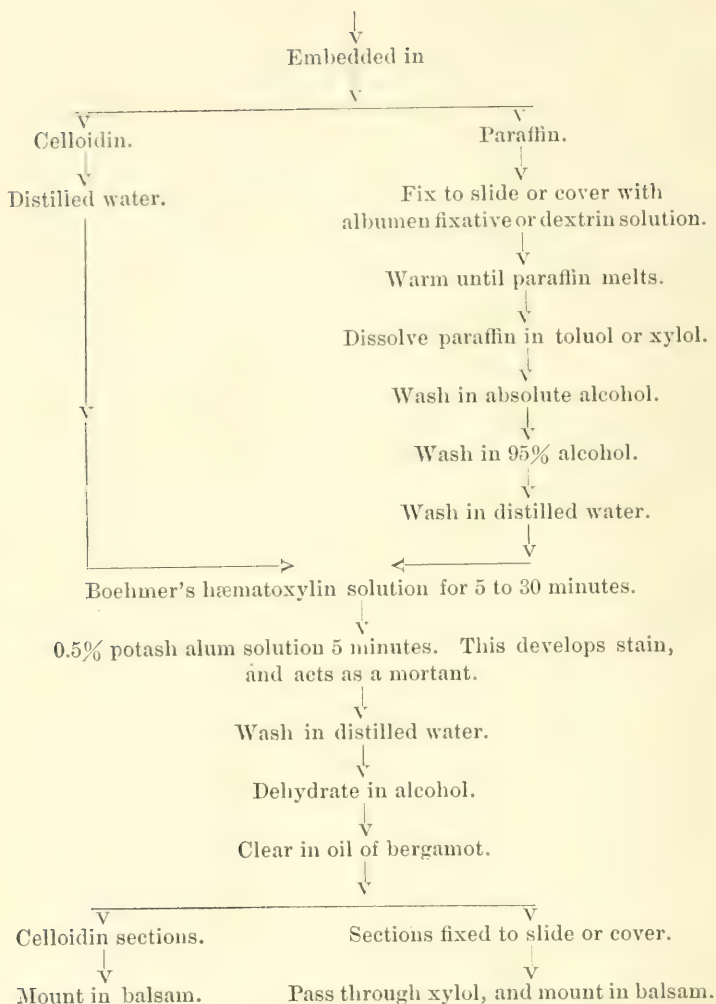 Embedded in
Celloidin.
Paraffin.
Distilled water.
Fix to slide or cover with
albumen fixative or dextrin solution.
Warm until paraffin melts.
Dissolve paraffin in toluol or xylol.
Wash in absolute alcohol.
Wash in 95% alcohol.
Wash in distilled water.
Boehmer's hæmatoxylin solution for 5 to 30 minutes.
0.5% potash alum solution 5 minutes. This develops stain,
and acts as a mortant.
Wash in distilled water.
Dehydrate in alcohol.
Clear in oil of bergamot.
Celloidin sections.
Sections fixed to slide or cover.
Mount in balsam.
Pass through xylol, and mount in balsam.